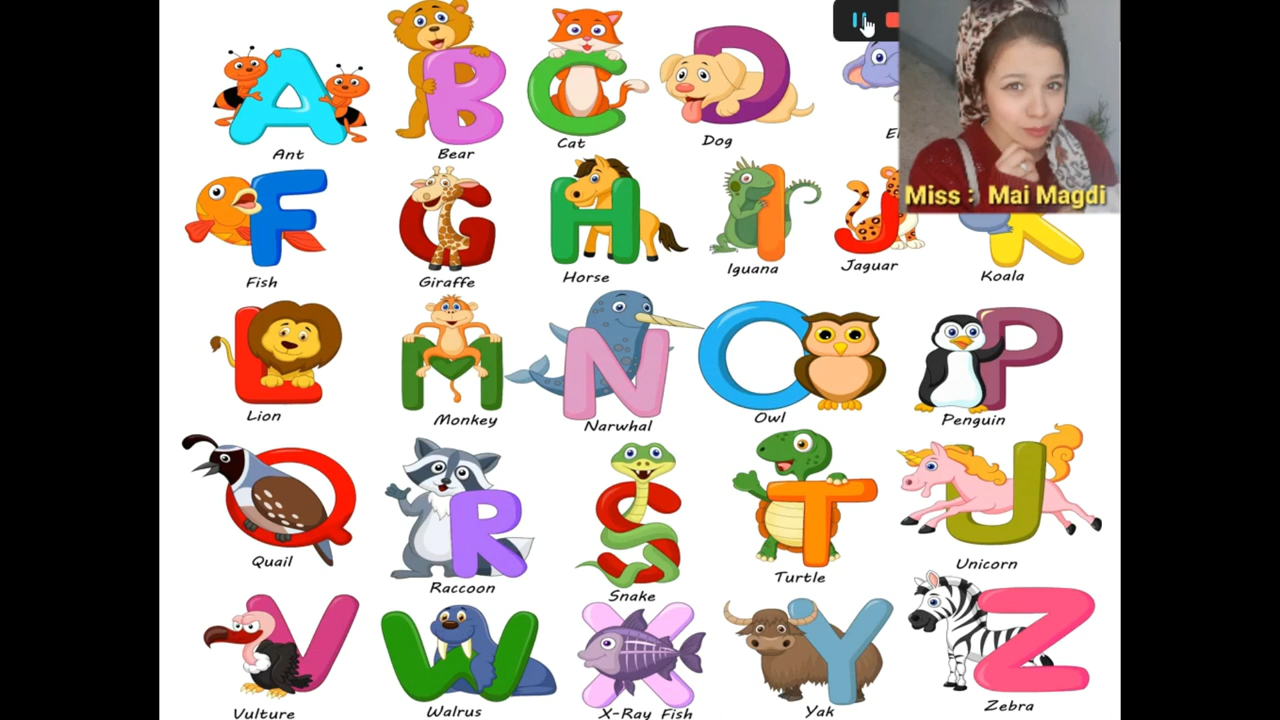 A B C D
Ant Bear Cat Dog
F G H I J K
Fish Giraffe Horse Iguana Jaguar Koala
Miss : Mai Magdi
L M N O P
Lion Monkey Narwhal Owl Penguin
Q R S T U
Quail Raccoon Snake Turtle Unicorn
V W X Y Z
Vulture Walrus X-Ray Fish Yak Zebra